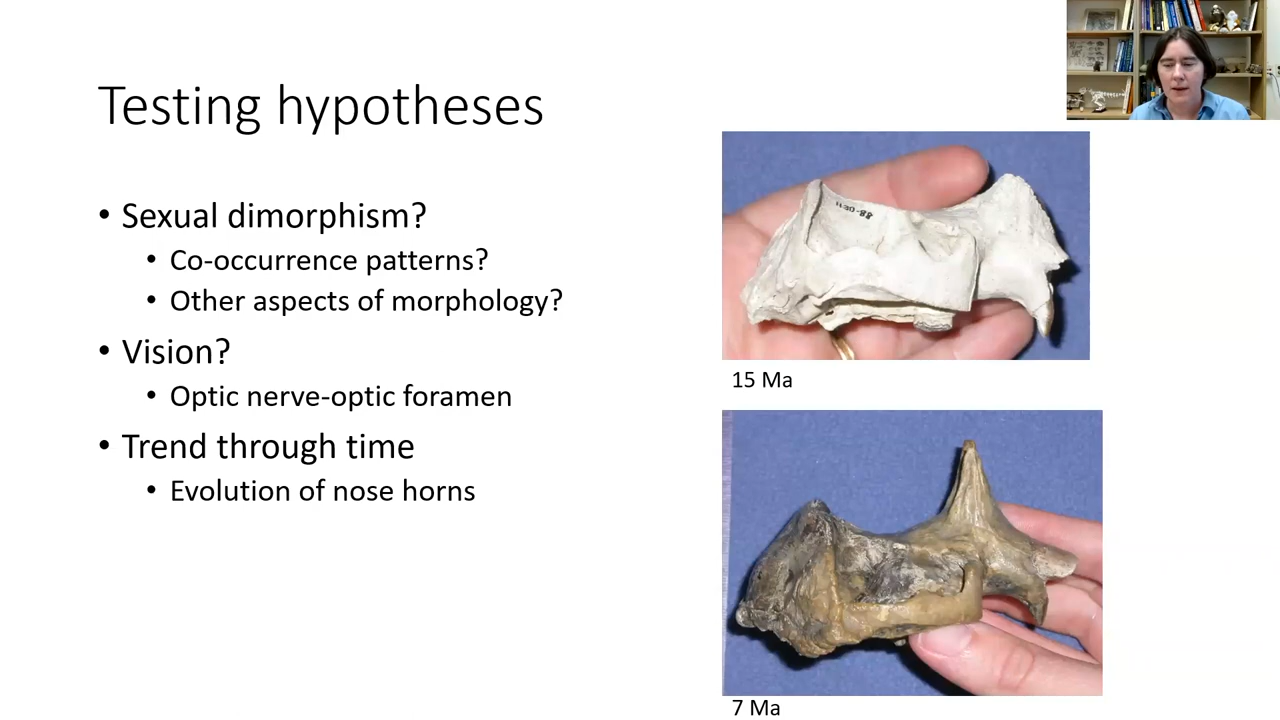 Testing hypotheses
• Sexual dimorphism?
• Co-occurrence patterns?
• Other aspects of morphology?
• Vision?
• Optic nerve-optic foramen
• Trend through time
• Evolution of nose horns
15 Ma
7 Ma